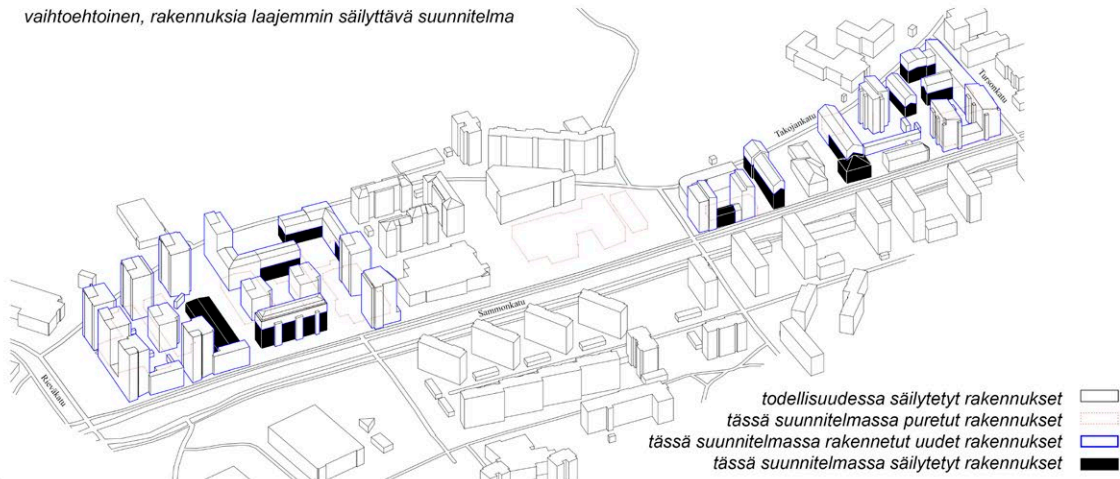 vaihtoehtoinen, rakennuksia laajemmin säilyttävä suunnitelma
Tursonkatu
Takojankatu
Sammonkatu
Rieväkatu
todellisuudessa säilytetyt rakennukset
tässä suunnitelmassa puretut rakennukset
tässä suunnitelmassa rakennetut uudet rakennukset
tässä suunnitelmassa säilytetyt rakennukset